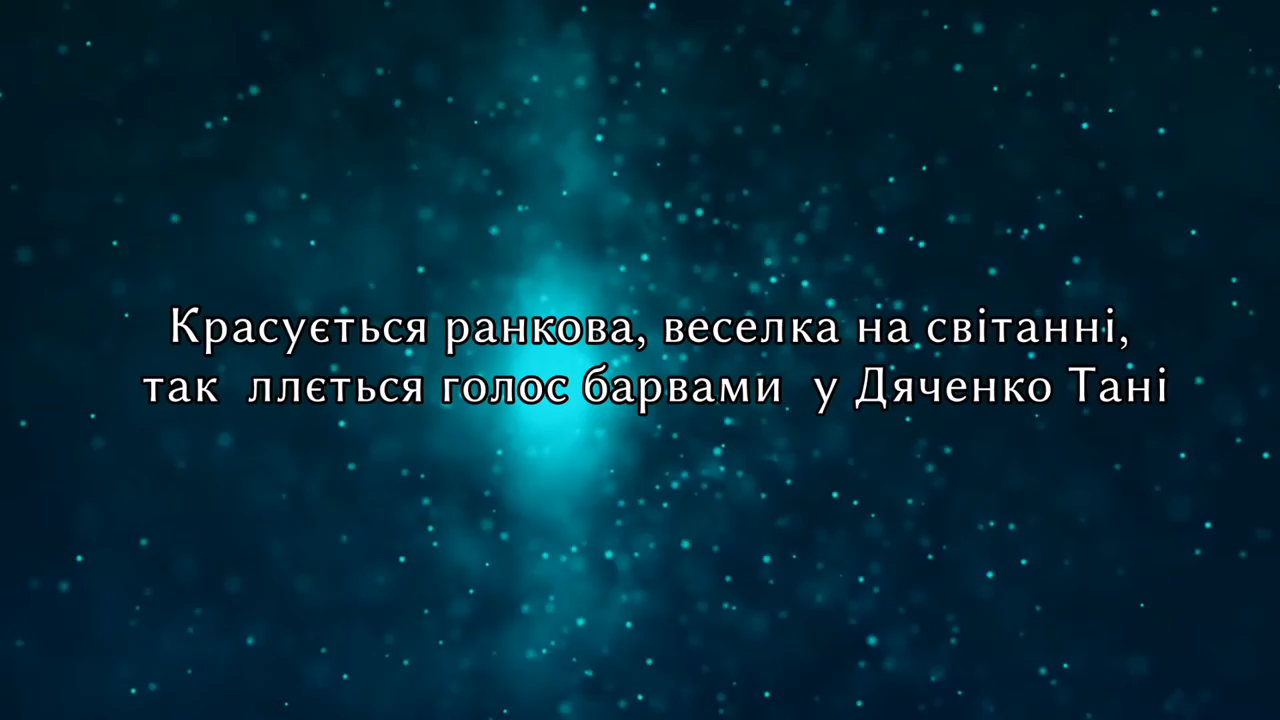 Красується ранкова, веселка на світанні,
так ллється голос барвами у Дяченко Тані